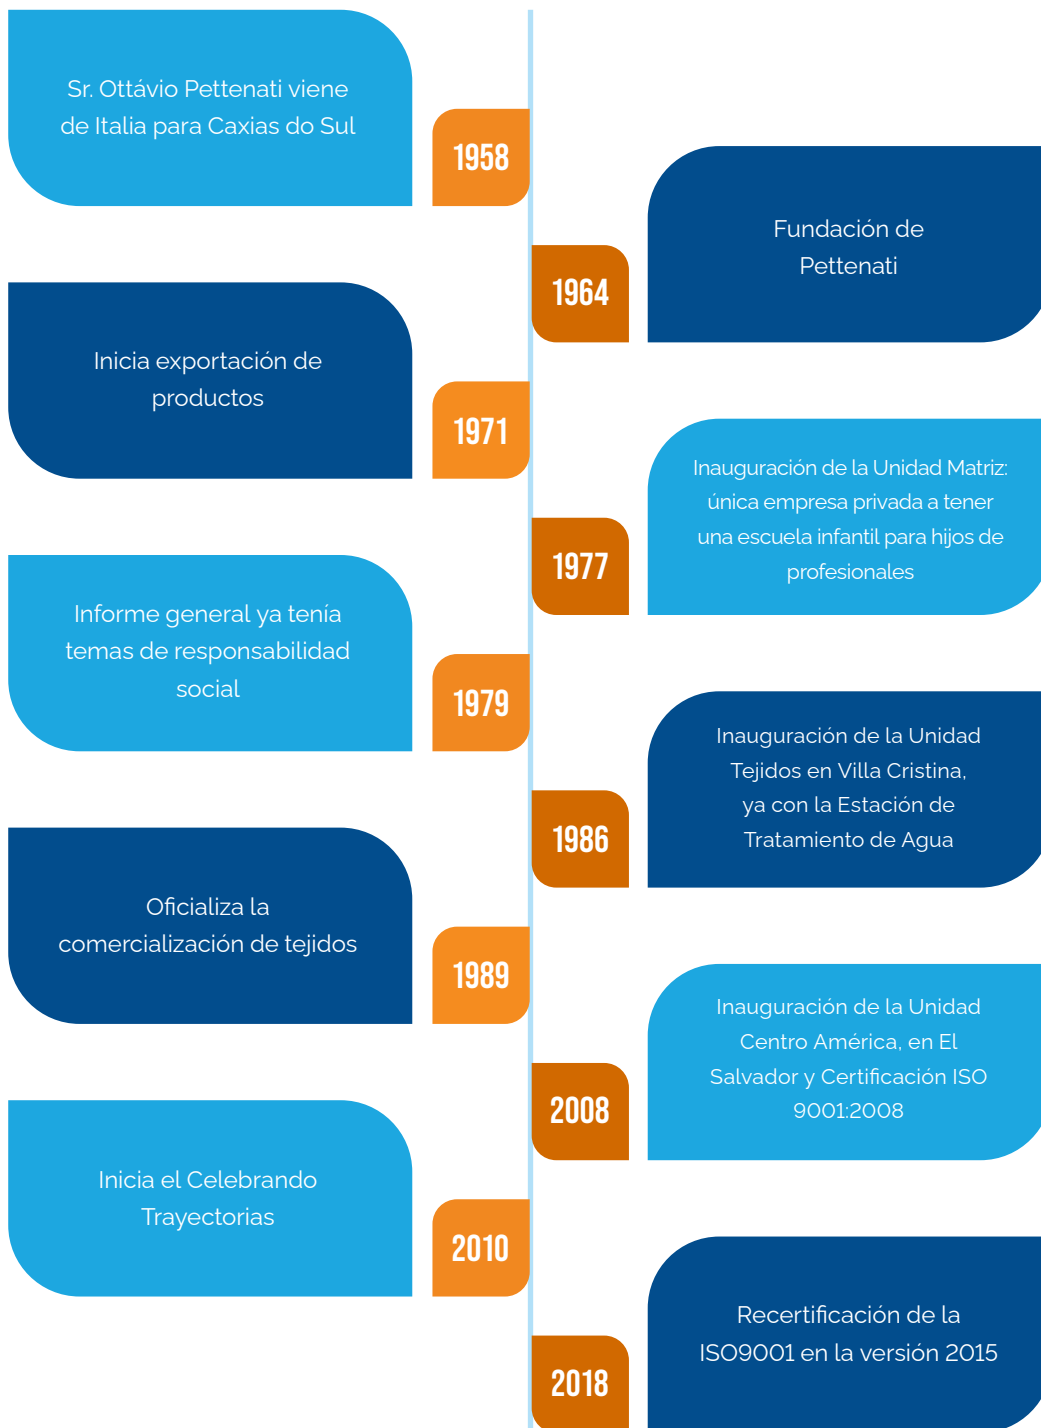 Sr. Ottávio Pettenati viene
de Italia para Caxias do Sul
1958
Fundación de
Pettenati
1964
Inicia exportación de
productos
1971
Inauguración de la Unidad Matriz:
única empresa privada a tener
una escuela infantil para hijos de
profesionales
1977
Informe general ya tenía
temas de responsabilidad
social
1979
Inauguración de la Unidad
Tejidos en Villa Cristina,
ya con la Estación de
Tratamiento de Agua
1986
Oficializa la
comercialización de tejidos
1989
Inauguración de la Unidad
Centro América, en El
Salvador y Certificación ISO
9001:2008
2008
Inicia el Celebrando
Trayectorias
2010
Recertificación de la
ISO9001 en la versión 2015
2018